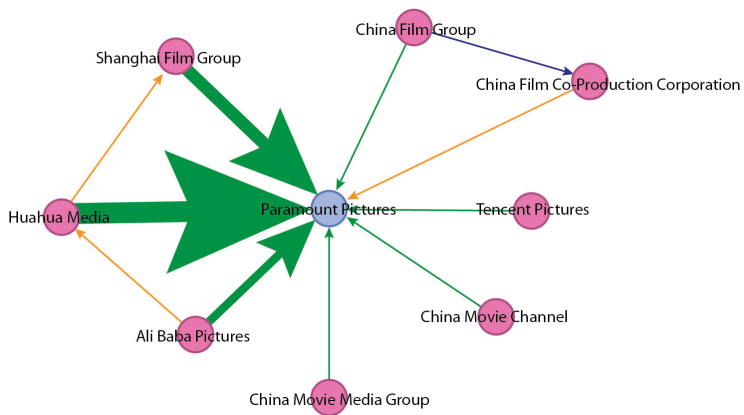 China Film Group
Shanghai Film Group
China Film Co-Production Corporation
Huahua Media
Paramount Pictures
Tencent Pictures
China Movie Channel
Ali Baba Pictures
China Movie Media Group